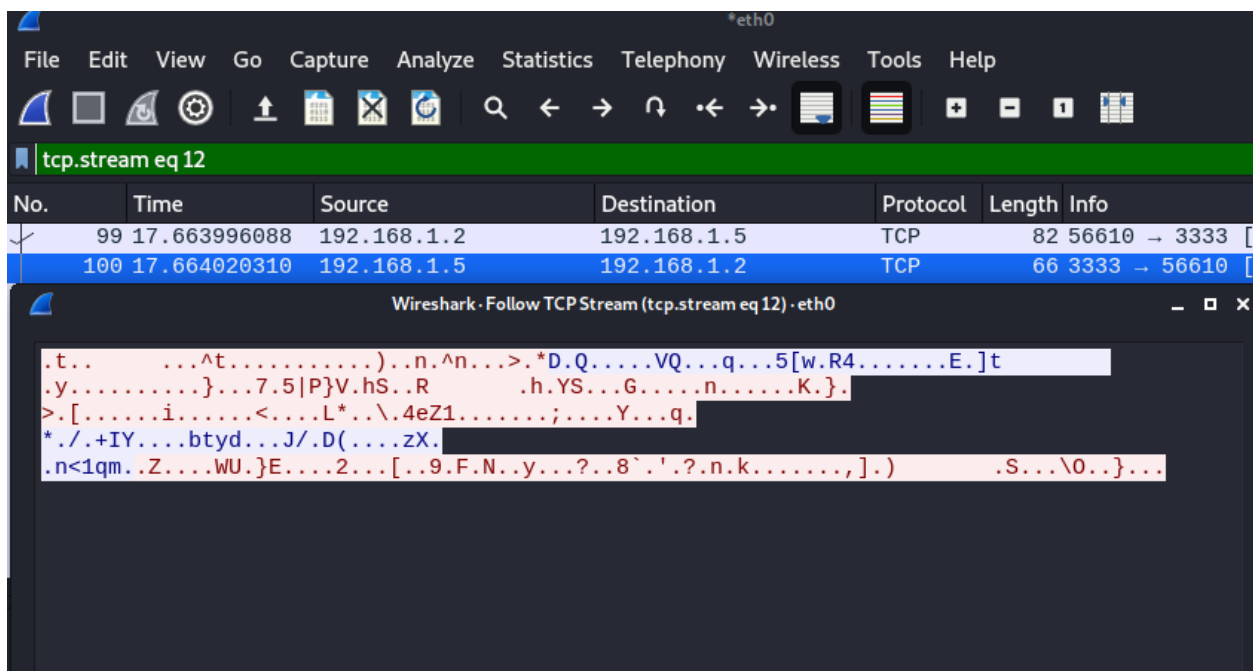 *eth0
File Edit View Go Capture Analyze Statistics Telephony Wireless Tools Help
tcp.stream eq 12
No. Time Source Destination Protocol Length Info
99 17.663996088 192.168.1.2 192.168.1.5 TCP 82 56610 → 3333 [
100 17.664020310 192.168.1.5 192.168.1.2 TCP 66 3333 → 56610 [
Wireshark · Follow TCP Stream (tcp.stream eq 12) · eth0
.t.. ...^t...........)..n.^n...>.*D.Q.....VQ...q...5[w.R4.......E.]t
.y..........}...7.5|P}V.hS..R .h.YS...G.....n......K.}.
>.[......i......<....L*..\.4eZ1.......;....Y...q.
*./.+IY....btyd...J/.D(....zX.
.n<1qm..Z....WU.}E....2...[..9.F.N..y...?..8`.'.?.n.k.......,].) .S...\O..}...